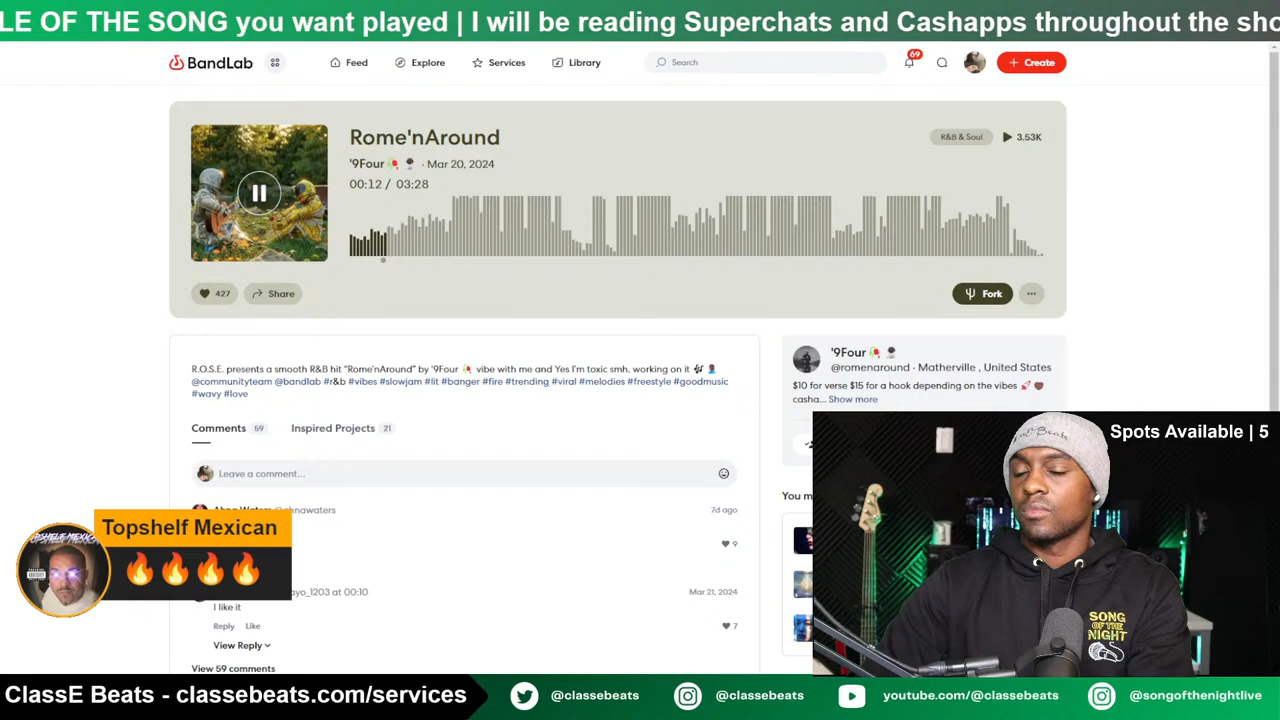 LE OF THE SONG you want played | I will be reading Superchats and Cashapps throughout the sho
BandLab
Feed
Explore
Services
Library
Search
69
+ Create
Rome'nAround
R&B & Soul
3.53K
'9Four🥀 · Mar 20, 2024
00:12 / 03:28
427
Share
Fork
R.O.S.E. presents a smooth R&B hit "Rome'nAround" by '9Four 🥀 vibe with me and Yes I'm toxic smh, working on it
@communityteam @bandlab #r&b #vibes #slowjam #lit #banger #fire #trending #viral #melodies #freestyle #goodmusic
#wavy #love
'9Four🥀
@romenaround · Matherville , United States
$10 for verse $15 for a hook depending on the vibes 🚀
casha... Show more
Comments 59
Inspired Projects 21
Spots Available | 5
Leave a comment...
ahnawaters
7d ago
You m
Topshelf Mexican
🔥🔥🔥🔥
9
ayo_1203 at 00:10
Mar 21, 2024
I like it
Reply Like
7
View Reply
View 59 comments
SONG
OF THE
NIGHT
ClassE Beats - classebeats.com/services
@classebeats
@classebeats
youtube.com/@classebeats
@songofthenightlive